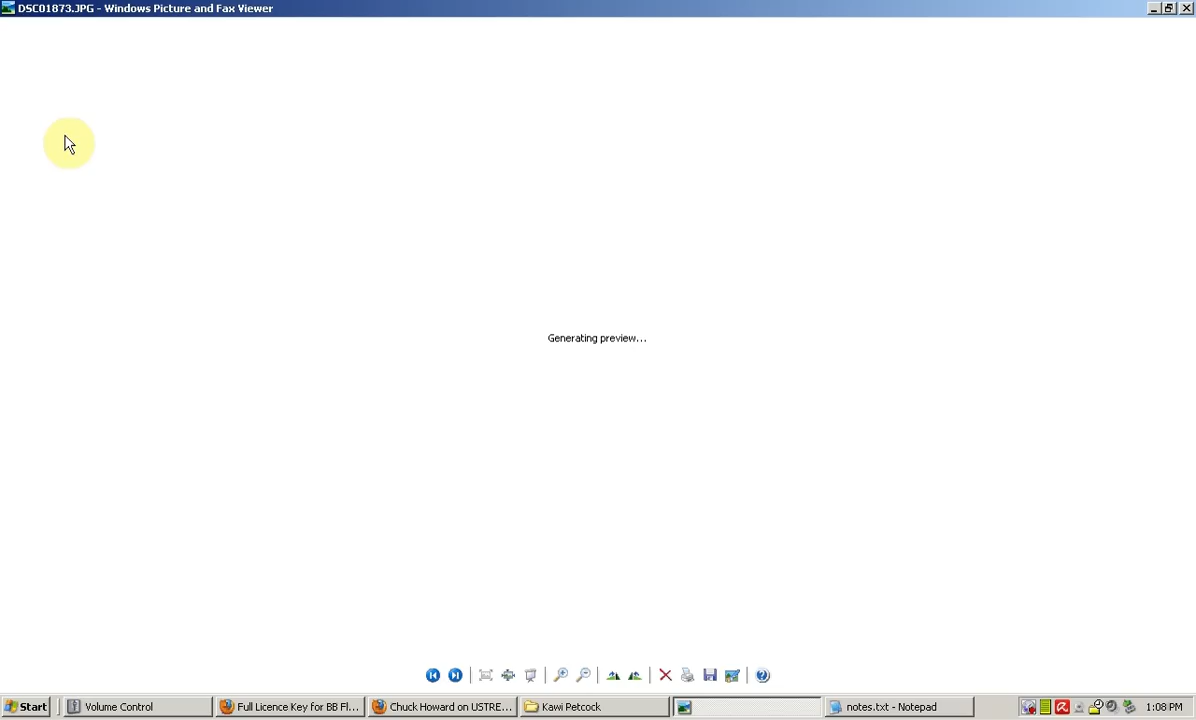 DSC01873.JPG - Windows Picture and Fax Viewer
Generating preview...
Start
Volume Control
Full Licence Key for BB Fl...
Chuck Howard on USTRE...
Kawi Petcock
notes.txt - Notepad
1:08 PM